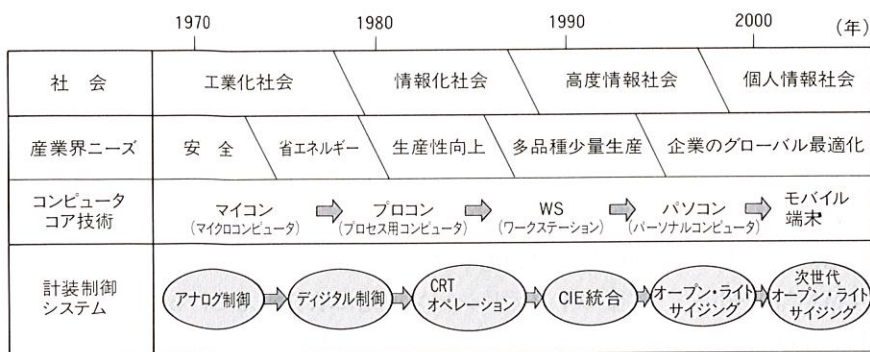 1970 1980 1990 2000 (年)
社 会 工業化社会 情報化社会 高度情報社会 個人情報社会
産業界ニーズ 安 全 省エネルギー 生産性向上 多品種少量生産 企業のグローバル最適化
コンピュータ
コア技術
マイコン
(マイクロコンピュータ)
プロコン
(プロセス用コンピュータ)
WS
(ワークステーション)
パソコン
(パーソナルコンピュータ)
モバイル
端末
計装制御
システム
アナログ制御
ディジタル制御
CRT
オペレーション
CIE統合
オープン・ライト
サイジング
次世代
オープン・ライト
サイジング